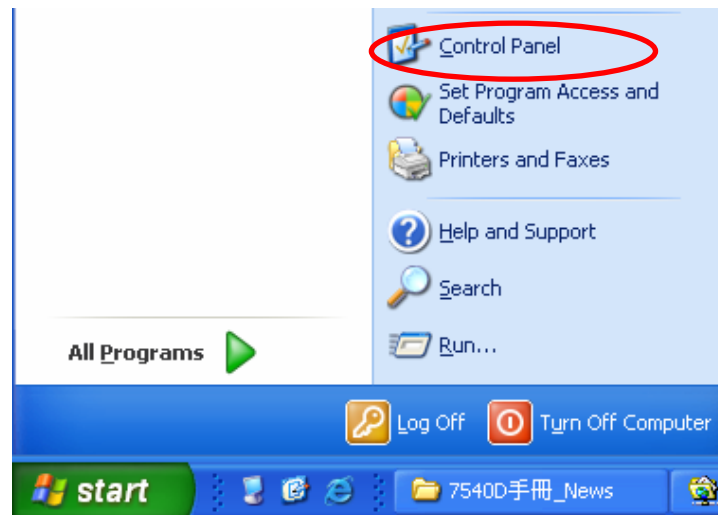 Control Panel
Set Program Access and
Defaults
Printers and Faxes
Help and Support
Search
All Programs
Run...
Log Off
Turn Off Computer
start
7540D手冊_News